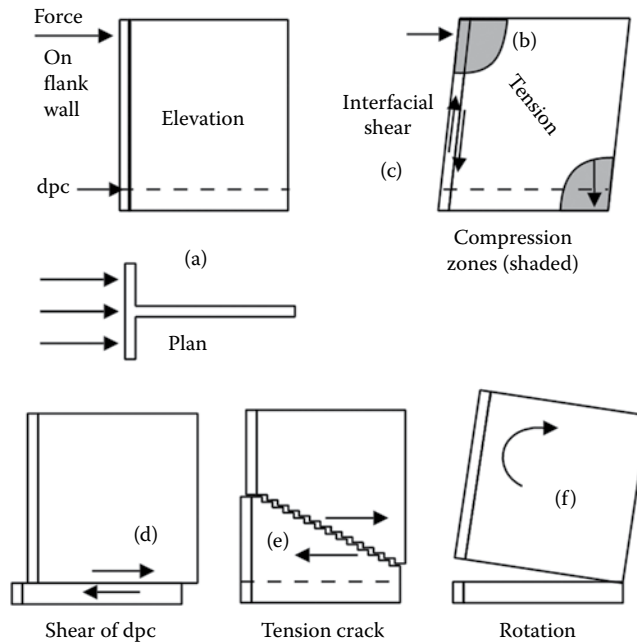 Force
On
flank
wall
Elevation
dpc
(a)
Plan
(b)
Tension
Interfacial
shear
(c)
Compression
zones (shaded)
(d)
Shear of dpc
(e)
Tension crack
(f)
Rotation